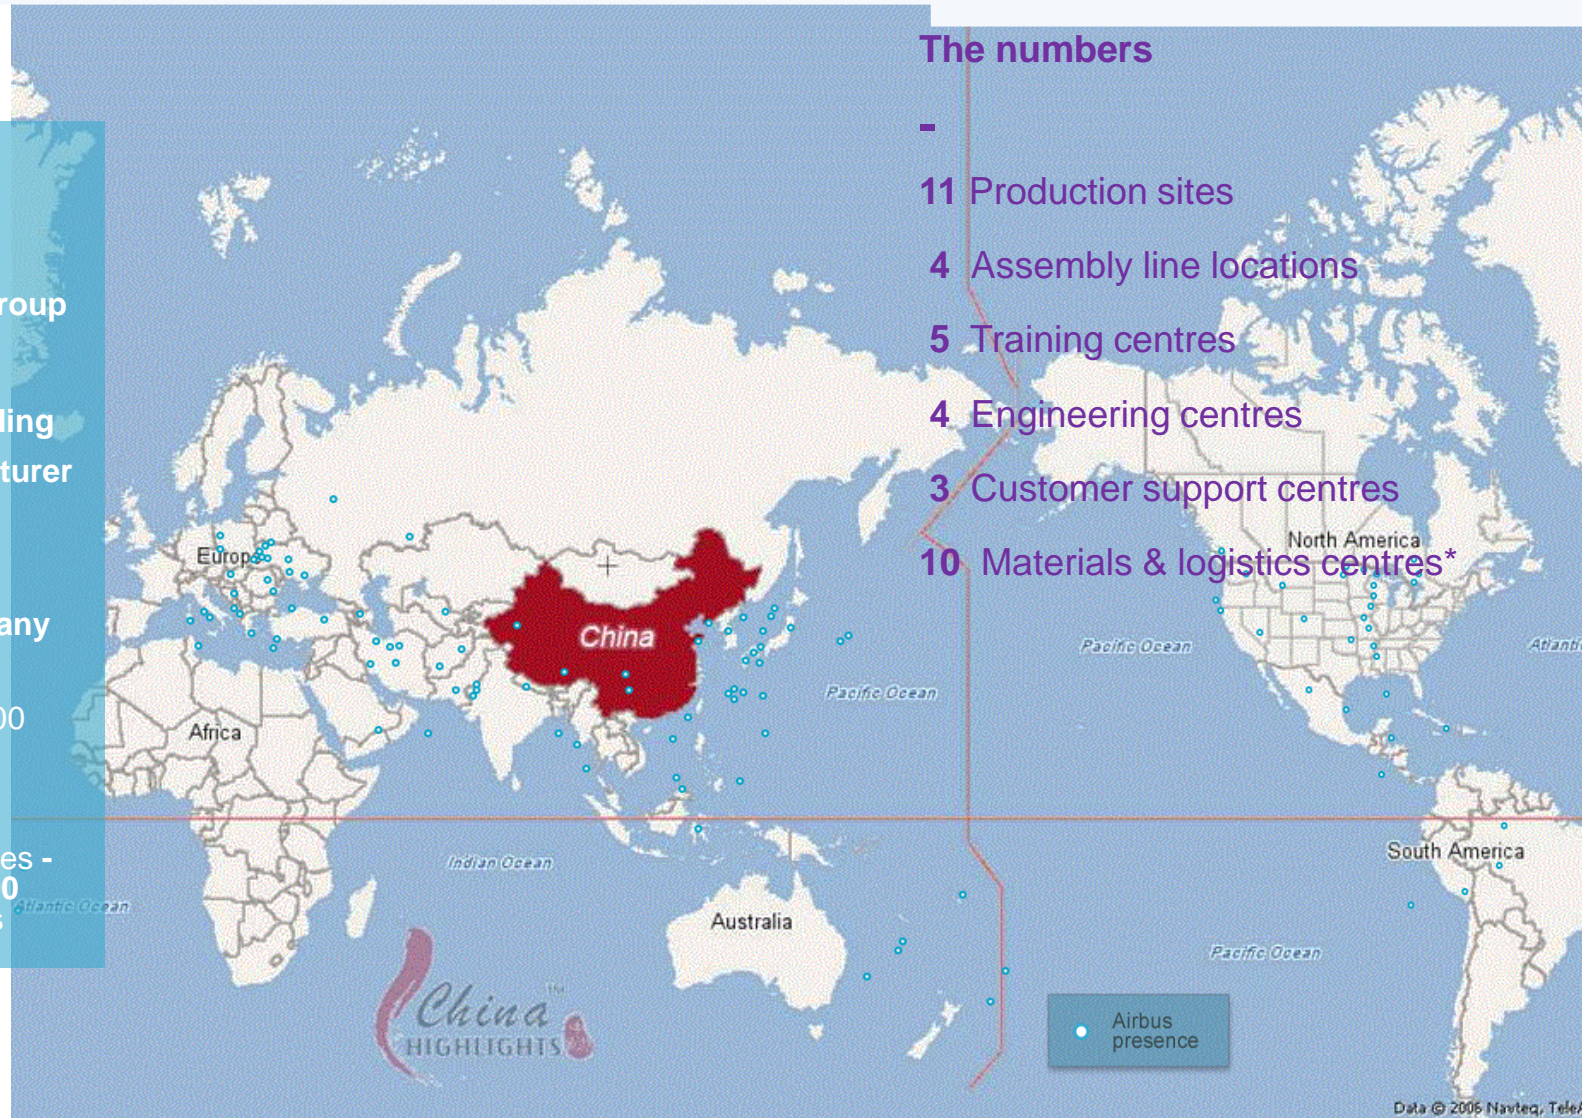 The numbers
-
11 Production sites
4 Assembly line locations
5 Training centres
4 Engineering centres
3 Customer support centres
10 Materials & logistics centres*
roup
ling
turer
any
00
es -
0
s
Europe
Africa
China
North America
South America
Australia
Pacific Ocean
Pacific Ocean
Pacific Ocean
Indian Ocean
Atlantic Ocean
Atlanti
China™
HIGHLIGHTS
Airbus
presence
Data © 2006 Navteq, Tele